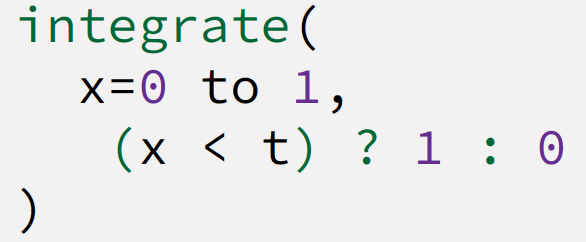 integrate(
  x=0 to 1,
   (x < t) ? 1 : 0
)